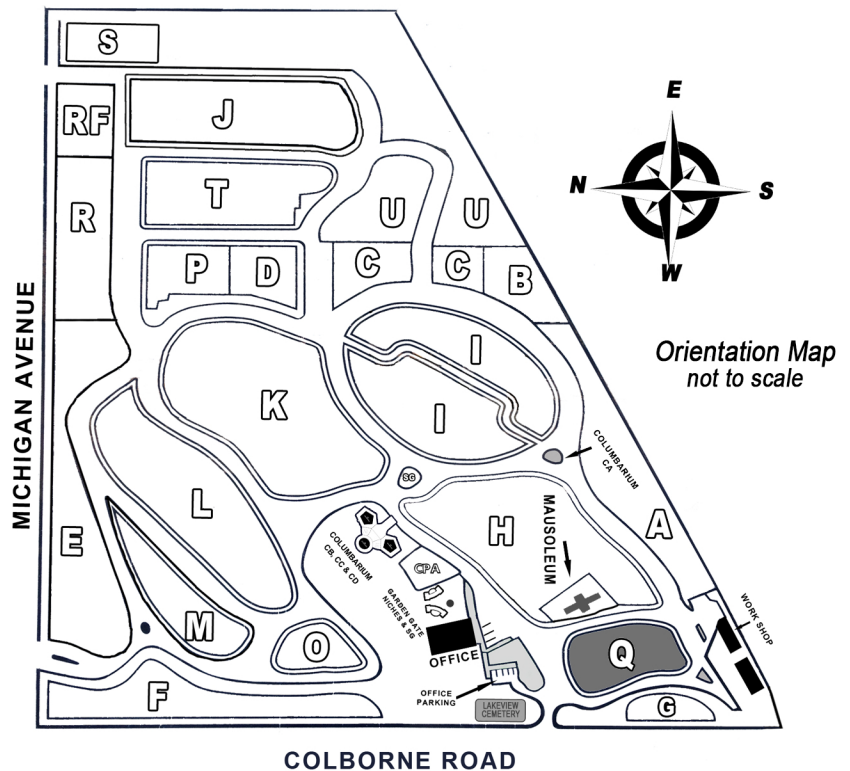 S
RF
J
E
N
S
W
R
T
U
U
P
D
C
C
B
MICHIGAN AVENUE
Orientation Map
not to scale
I
I
K
COLUMBARIUM
CA
SG
L
H
MAUSOLEUM
A
E
COLUMBARIUM
CB, CC & CD
CPA
GARDEN GATE
NICHES & SG
WORK SHOP
M
O
OFFICE
Q
F
OFFICE
PARKING
LAKEVIEW
CEMETERY
G
COLBORNE ROAD